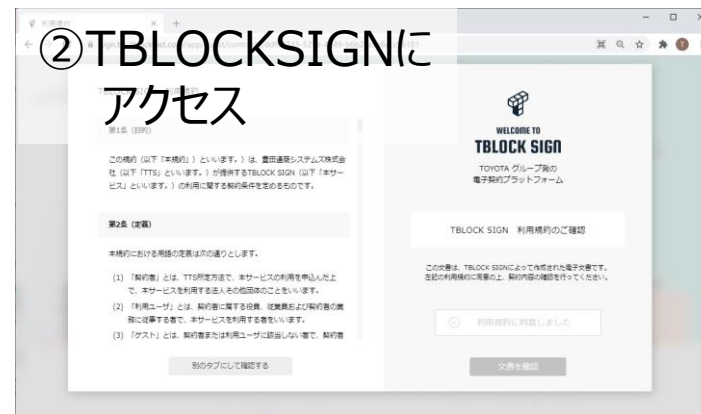 利用規約
②TBLOCKSIGNに
アクセス
第1条 (目的)
この規約 (以下「本規約」) といいます。) は、豊田通商システムズ株式会
社 (以下「TTS」といいます。) が提供するTBLOCK SIGN (以下「本サー
ビス」といいます。) の利用に関する契約条件を定めるものです。
第2条 (定義)
本規約における用語の定義は次の通りとします。
(1) 「契約者」とは、TTS所定方法で、本サービスの利用を申込んだ上
で、本サービスを利用する法人その他団体のことをいいます。
(2) 「利用ユーザ」とは、契約者に属する役員、従業員および契約者の業
務に従事する者で、本サービスを利用する者をいいます。
(3) 「ゲスト」とは、契約者または利用ユーザに該当しない者で、契約者
別のタブにして確認する
WELCOME TO
TBLOCK SIGN
TOYOTA グループ発の
電子契約プラットフォーム
TBLOCK SIGN 利用規約のご確認
この文書は、TBLOCK SIGNによって作成された電子文書です。
左記の利用規約に同意の上、契約内容の確認を行ってください。
利用規約に同意しました
文書を確認